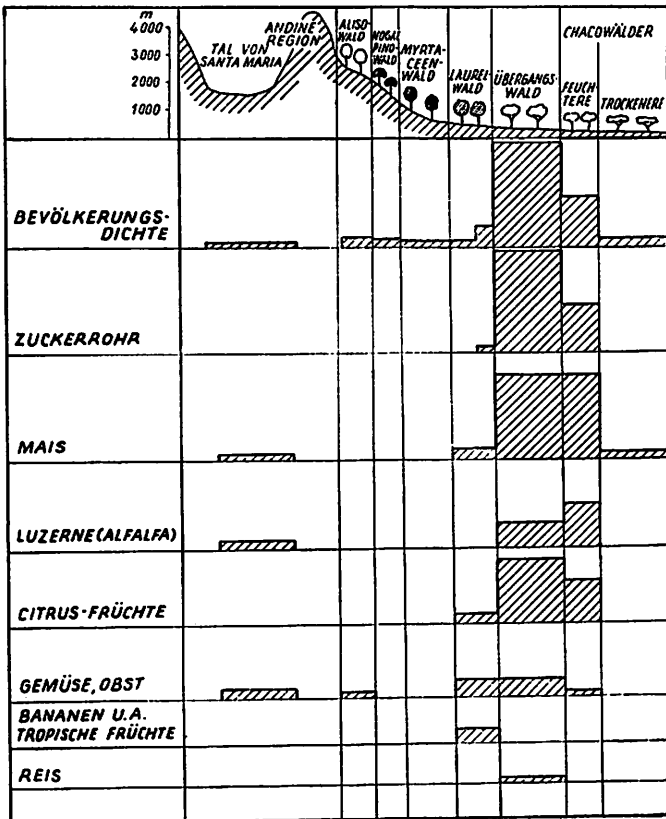 m
4000
3000
2000
1000
TAL VON
SANTA MARIA
ANDINE
REGION
ALISO-
WALD
NOGAL
PINO-
WALD
MYRTA-
CEEN-
WALD
LAUREL-
WALD
ÜBERGANGS-
WALD
CHACOWÄLDER
FEUCH-
TERE
TROCKENERE
BEVÖLKERUNGS-
DICHTE
ZUCKERROHR
MAIS
LUZERNE (ALFALFA)
CITRUS-FRÜCHTE
GEMÜSE, OBST
BANANEN U.A.
TROPISCHE FRÜCHTE
REIS